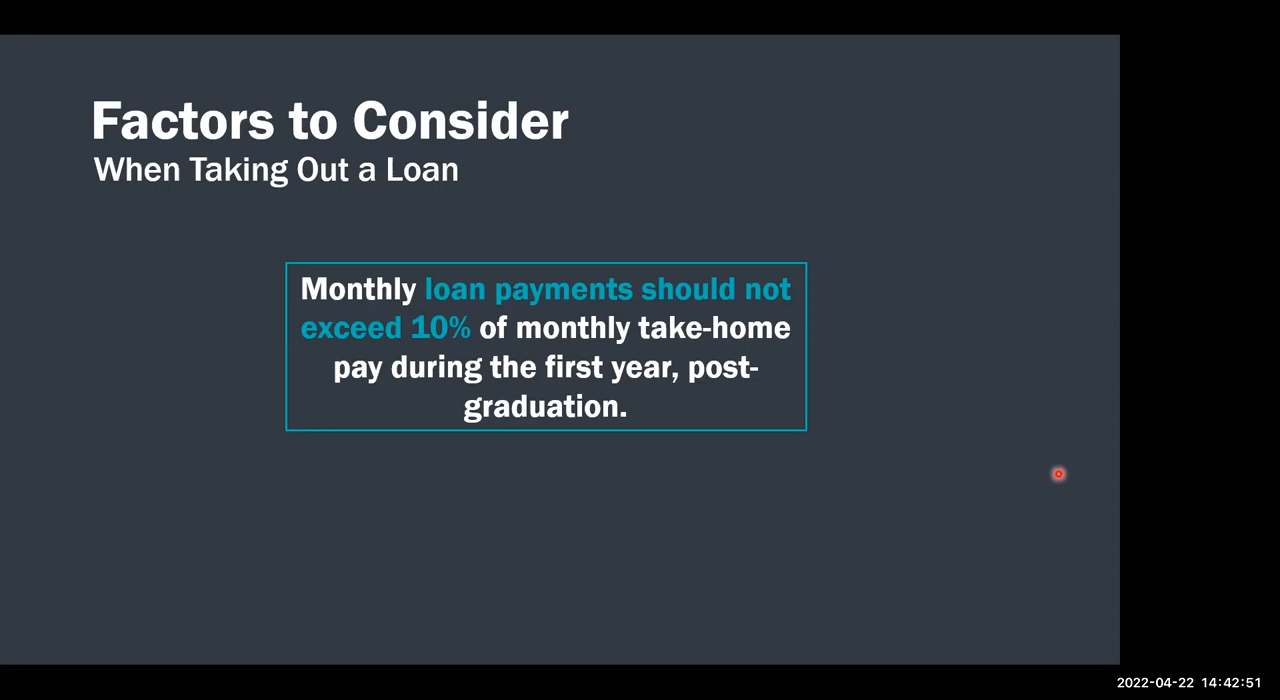 Factors to Consider
When Taking Out a Loan
Monthly loan payments should not
exceed 10% of monthly take-home
pay during the first year, post-
graduation.
2022-04-22 14:42:51